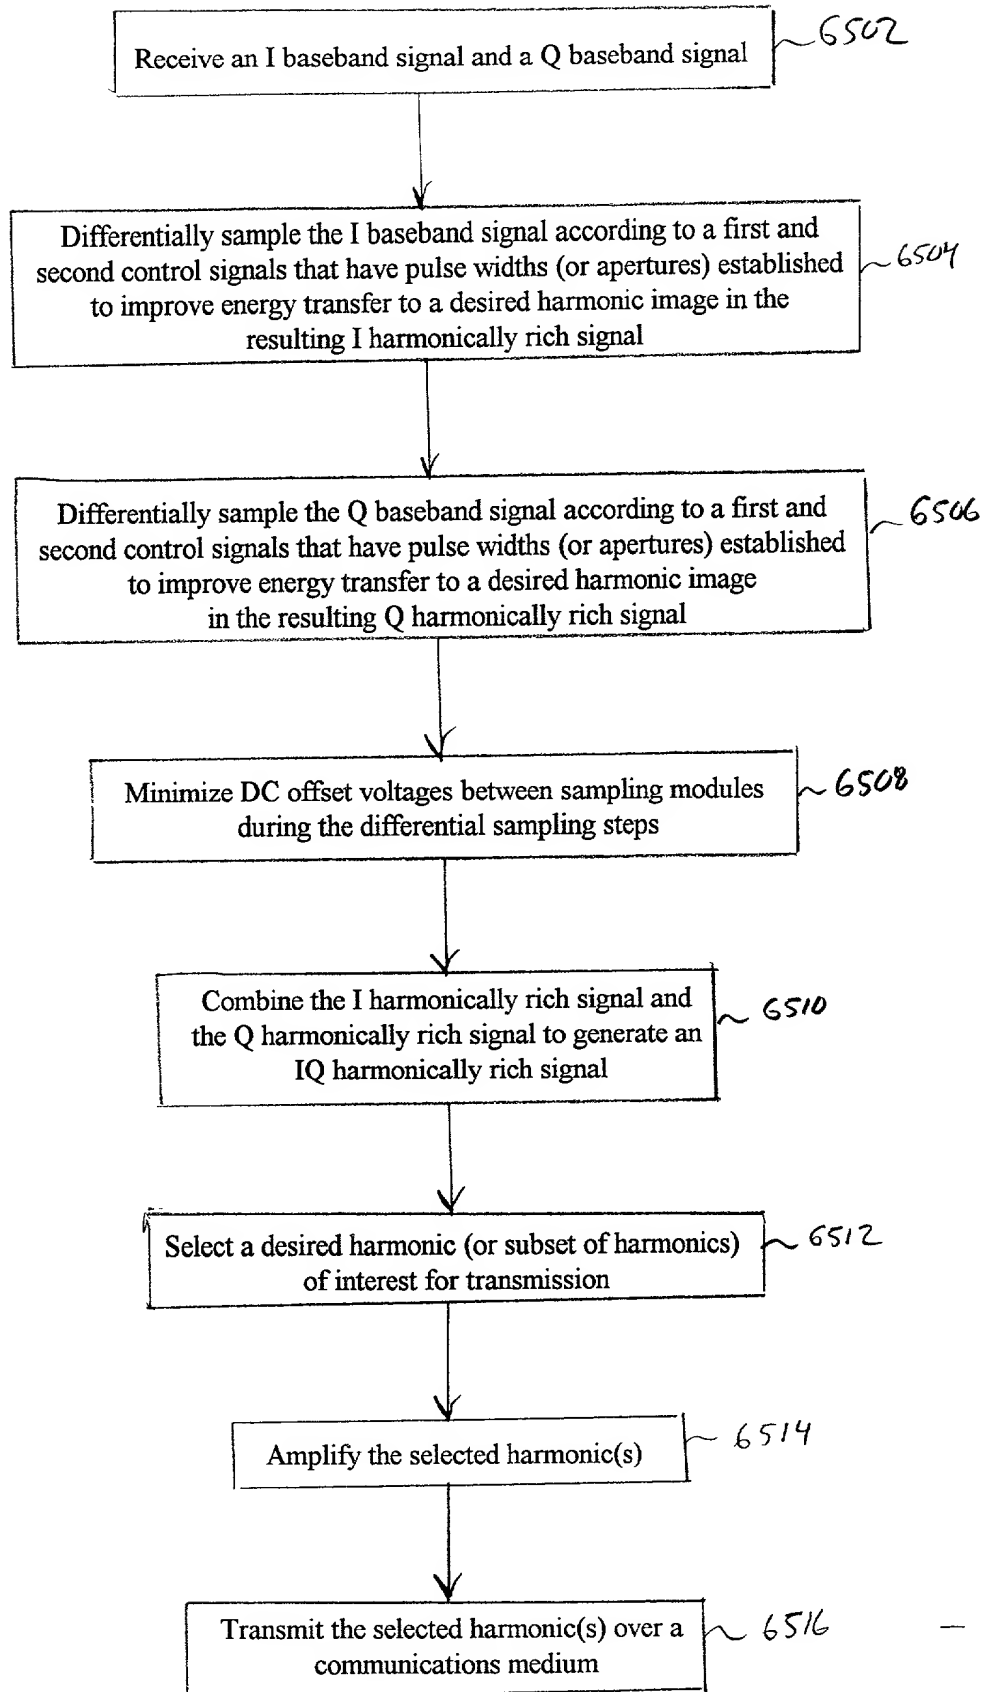 Receive an I baseband signal and a Q baseband signal
6502
Differentially sample the I baseband signal according to a first and
second control signals that have pulse widths (or apertures) established
to improve energy transfer to a desired harmonic image in the
resulting I harmonically rich signal
6504
Differentially sample the Q baseband signal according to a first and
second control signals that have pulse widths (or apertures) established
to improve energy transfer to a desired harmonic image
in the resulting Q harmonically rich signal
6506
Minimize DC offset voltages between sampling modules
during the differential sampling steps
6508
Combine the I harmonically rich signal and
the Q harmonically rich signal to generate an
IQ harmonically rich signal
6510
Select a desired harmonic (or subset of harmonics)
of interest for transmission
6512
Amplify the selected harmonic(s)
6514
Transmit the selected harmonic(s) over a
communications medium
6516